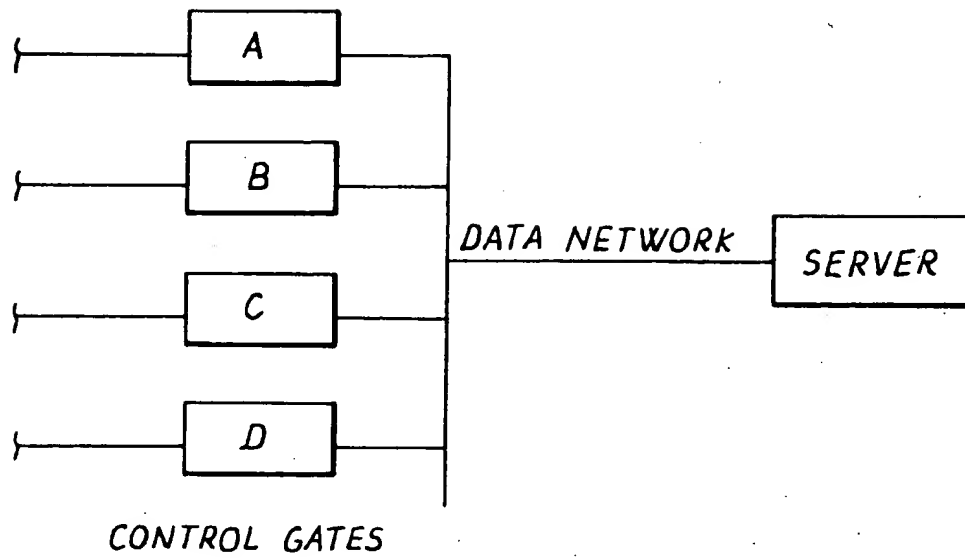 A
B
DATA NETWORK
SERVER
C
D
CONTROL GATES